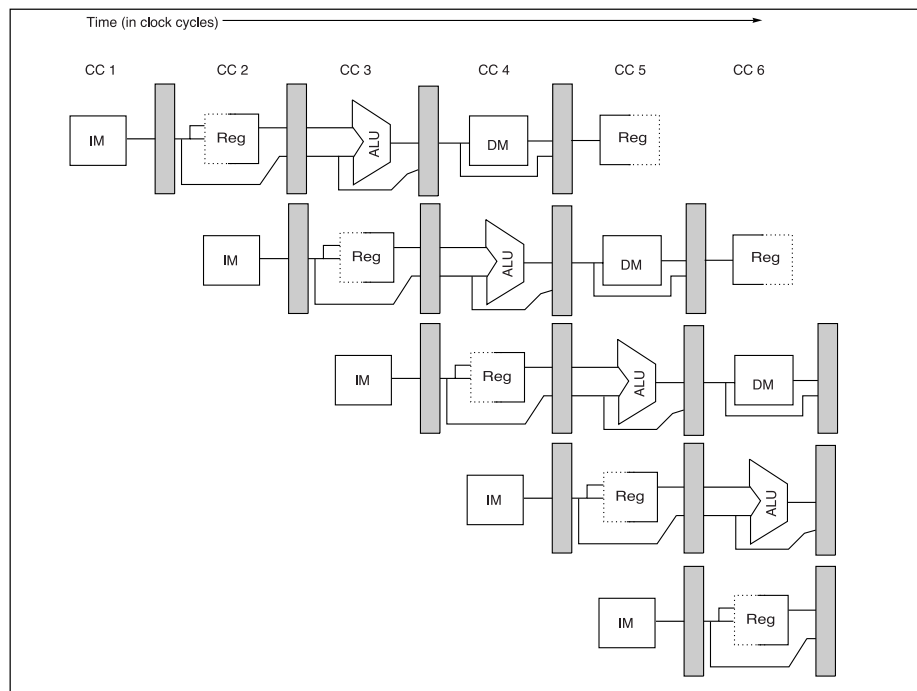 Time (in clock cycles)
CC 1 CC 2 CC 3 CC 4 CC 5 CC 6
IM Reg ALU DM Reg
IM Reg ALU DM Reg
IM Reg ALU DM
IM Reg ALU
IM Reg